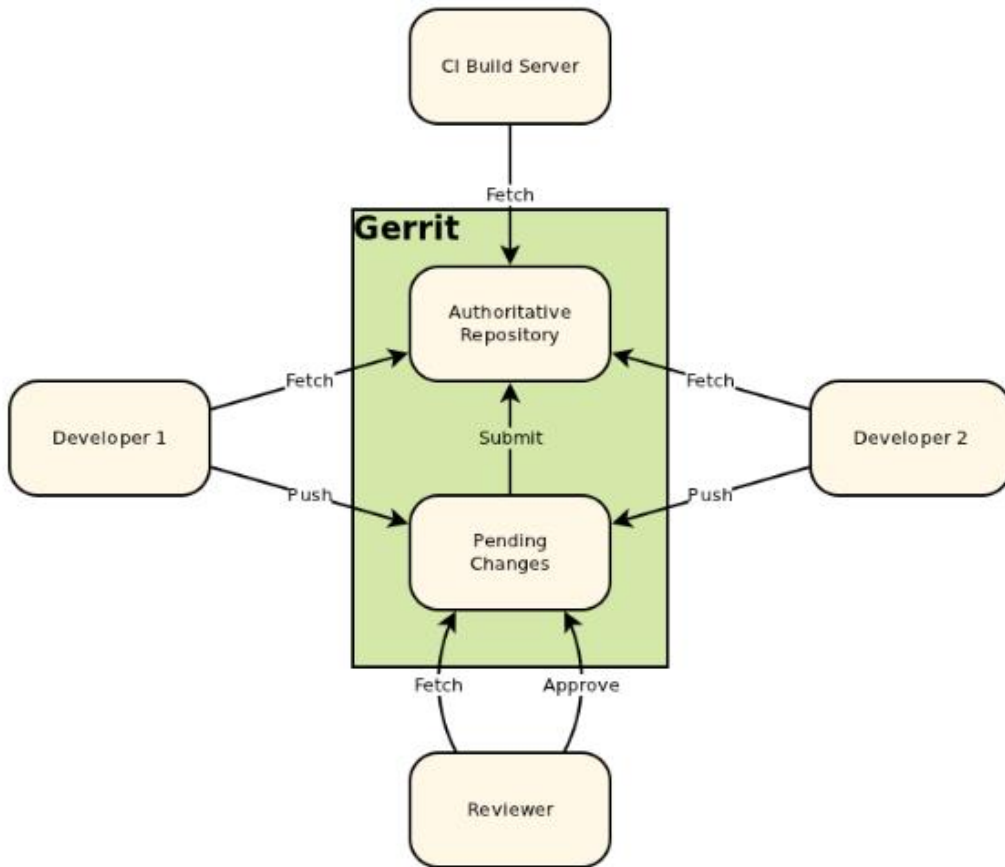 CI Build Server
Fetch
Gerrit
Authoritative
Repository
Fetch
Fetch
Developer 1
Submit
Developer 2
Push
Push
Pending
Changes
Fetch
Approve
Reviewer